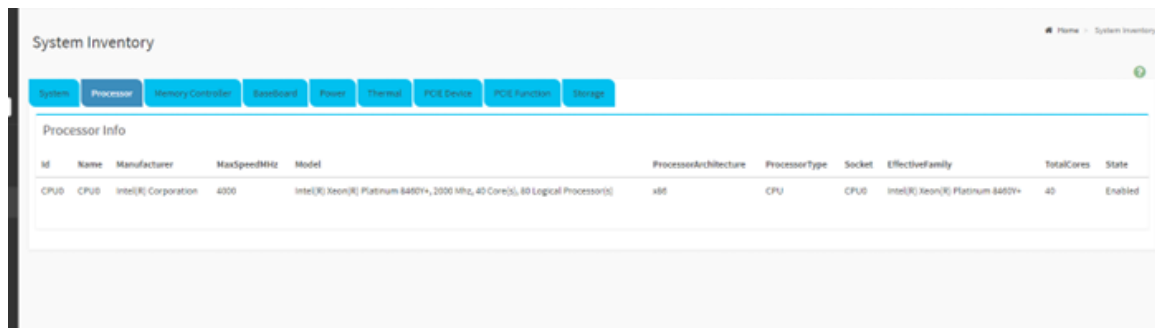 Home > System Inventory
System Inventory
System Processor Memory Controller BaseBoard Power Thermal PCIE Device PCIE Function Storage
Processor Info
Id Name Manufacturer MaxSpeedMHz Model ProcessorArchitecture ProcessorType Socket EffectiveFamily TotalCores State
CPU0 CPU0 Intel(R) Corporation 4000 Intel(R) Xeon(R) Platinum 8460Y+, 2000 Mhz, 40 Core(s), 80 Logical Processor(s) x86 CPU CPU0 Intel(R) Xeon(R) Platinum 8460Y+ 40 Enabled